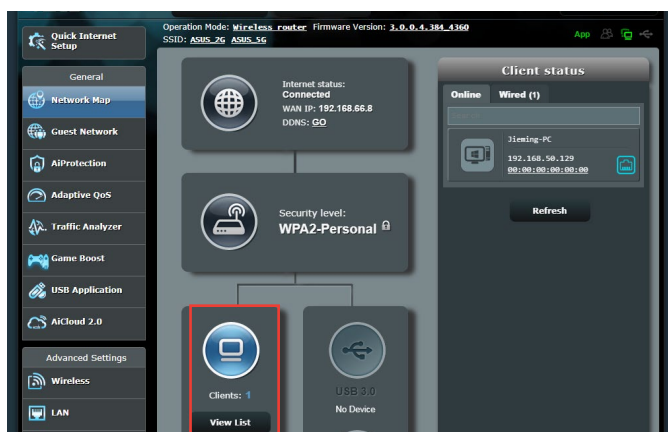 Quick Internet
Setup
General
Network Map
Guest Network
AiProtection
Adaptive QoS
Traffic Analyzer
Game Boost
USB Application
AiCloud 2.0
Advanced Settings
Wireless
LAN
Operation Mode: Wireless router Firmware Version: 3.0.0.4.384_4360
SSID: ASUS_2G ASUS_5G
App
Internet status:
Connected
WAN IP: 192.168.66.8
DDNS: GO
Security level:
WPA2-Personal
Clients: 1
View List
USB 3.0
No Device
Client status
Online Wired (1)
Jieming-PC
192.168.50.129
00:00:00:00:00:00
Refresh